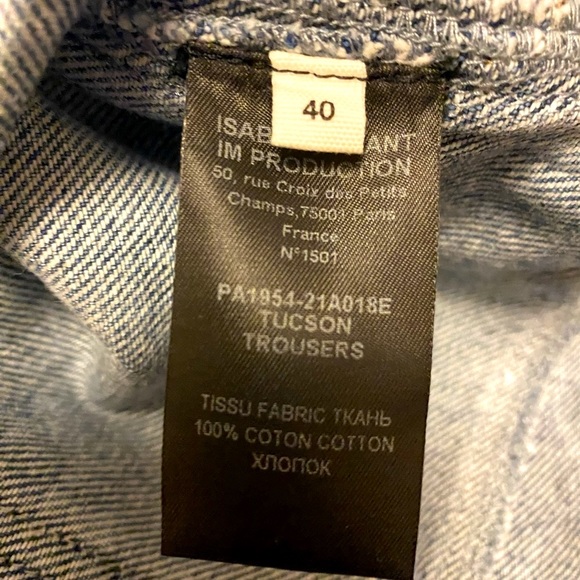 40
ISAB ANT
IM PRODUCTION
50, rue Croix des Petits
Champs,75001 Paris
France
N°1501
PA1954-21A018E
TUCSON
TROUSERS
TISSU FABRIC ТКАНЬ
100% COTON COTTON
ХЛОПОК